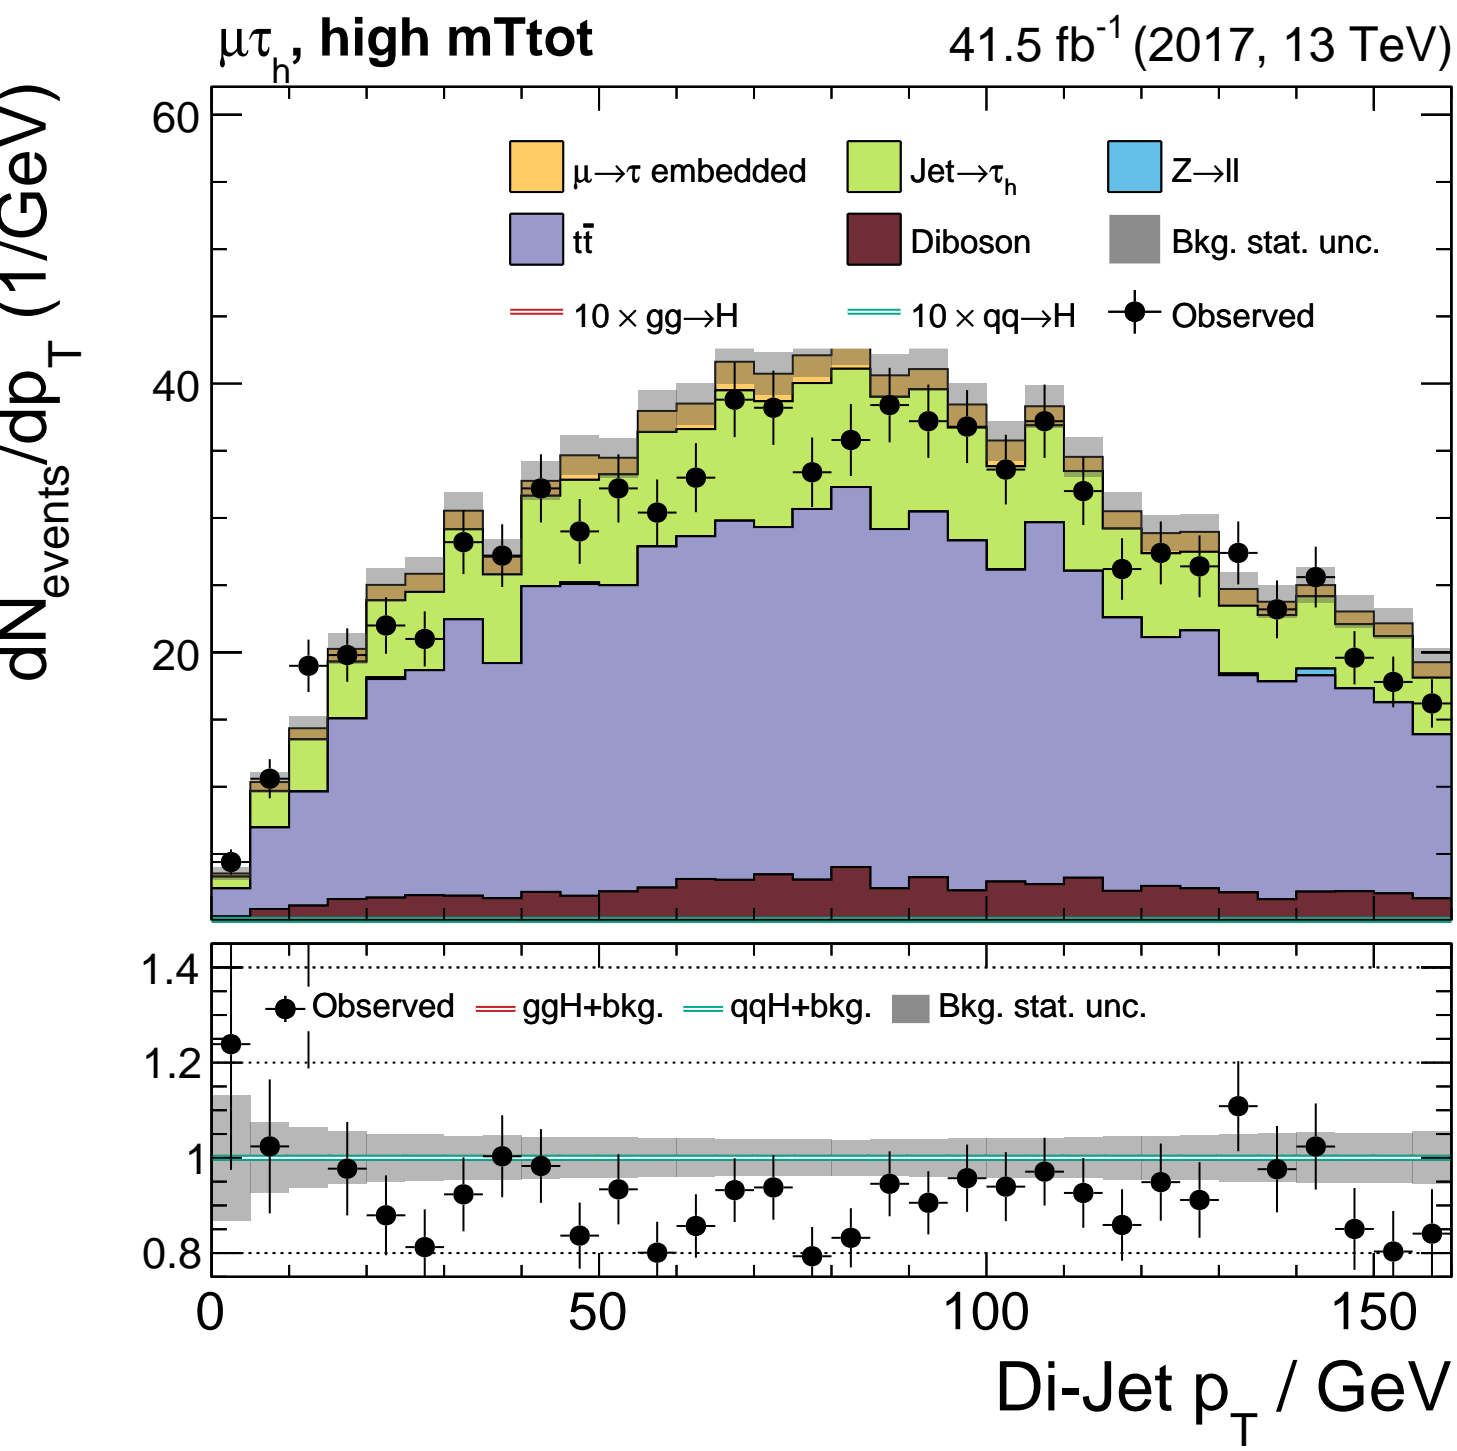 μτh, high mTtot
41.5 fb-1 (2017, 13 TeV)
dNevents/dpT (1/GeV)
60
40
20
μ→τ embedded
Jet→τh
Z→ll
tt̄
Diboson
Bkg. stat. unc.
10 × gg→H
10 × qq→H
Observed
1.4
1.2
1
0.8
Observed
ggH+bkg.
qqH+bkg.
Bkg. stat. unc.
0
50
100
150
Di-Jet pT / GeV